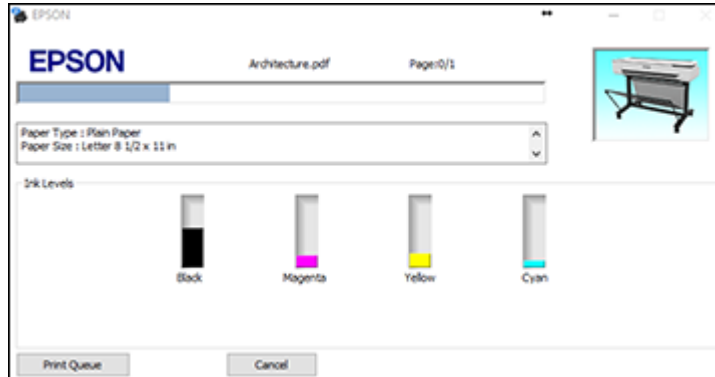 EPSON
EPSON Architecture.pdf Page:0/1
Paper Type : Plain Paper
Paper Size : Letter 8 1/2 x 11 in
Ink Levels
Black Magenta Yellow Cyan
Print Queue Cancel